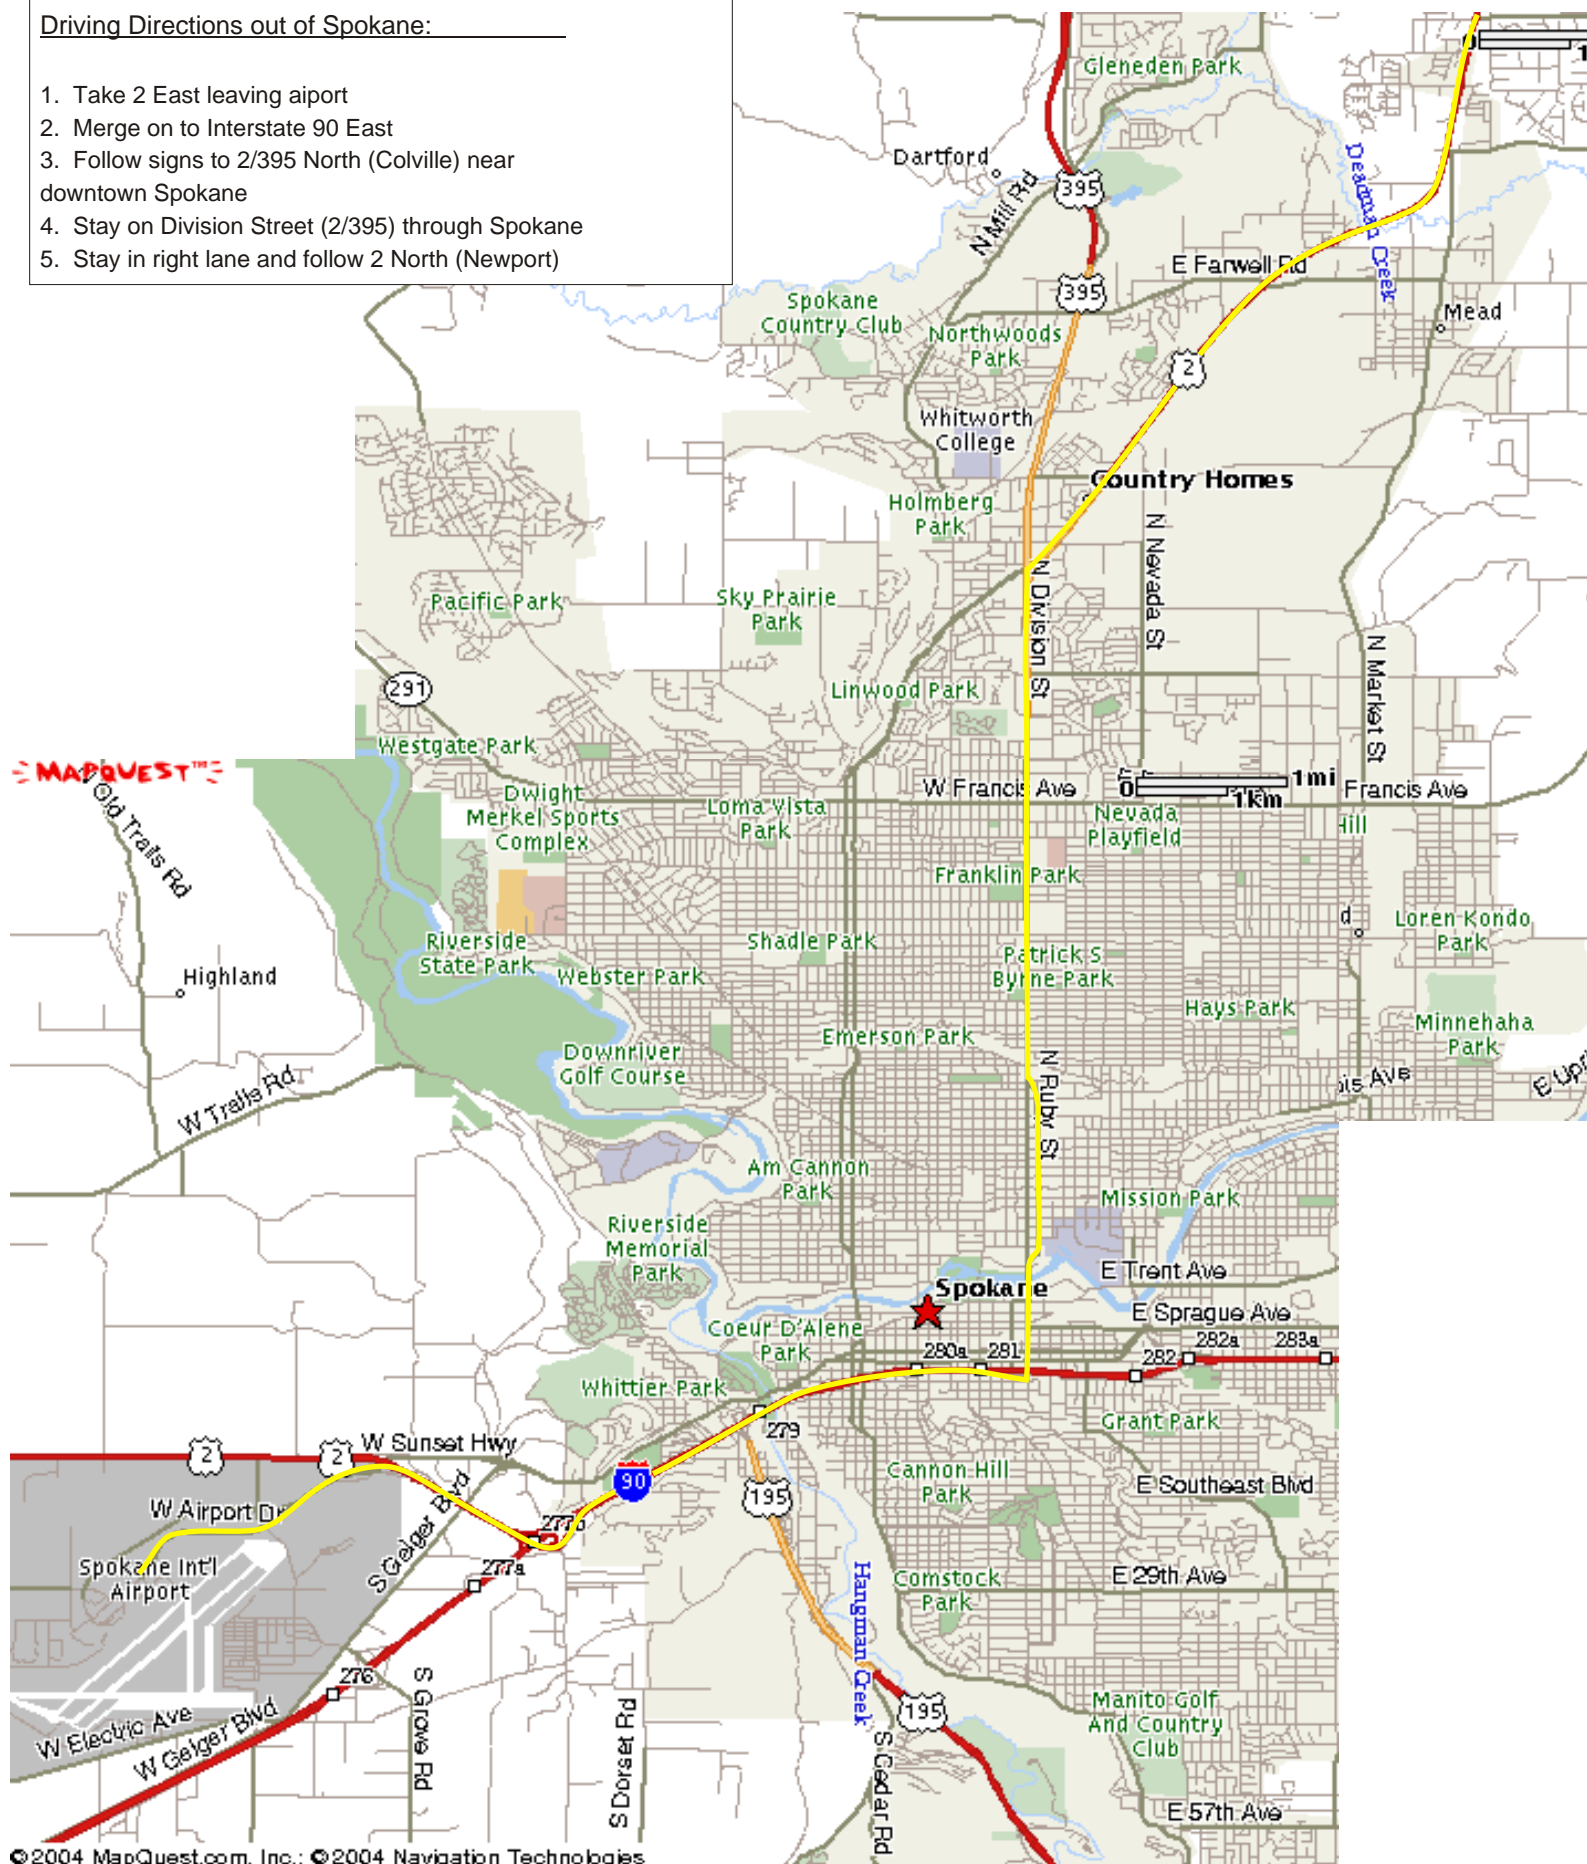 Driving Directions out of Spokane:
1. Take 2 East leaving aiport
2. Merge on to Interstate 90 East
3. Follow signs to 2/395 North (Colville) near
downtown Spokane
4. Stay on Division Street (2/395) through Spokane
5. Stay in right lane and follow 2 North (Newport)
Gleneden Park
0
1
Dartford
395
N Mill Rd
Deadman Creek
E Farwell Rd
395
Spokane
Country Club
Northwoods
Park
Mead
2
Whitworth
College
Country Homes
Holmberg
Park
N Nevada St
N Division St
Pacific Park
Sky Prairie
Park
N Market St
291
Linwood Park
Westgate Park
MAPQUEST™
Old Trails Rd
Dwight
Merkel Sports
Complex
Loma Vista
Park
W Francis Ave
0
1mi
1km
Francis Ave
Nevada
Playfield
Hill
Franklin Park
d
Loren Kondo
Park
Riverside
State Park
Shadle Park
Webster Park
Patrick S
Byrne Park
Highland
Hays Park
Minnehaha
Park
Emerson Park
Downriver
Golf Course
N Ruby St
W Trails Rd
ois Ave
E Upri
Am Cannon
Park
Mission Park
Riverside
Memorial
Park
E Trent Ave
Spokane
E Sprague Ave
Coeur D'Alene
Park
280a
281
282
282a
283a
Whittier Park
279
Grant Park
2
2
W Sunset Hwy
90
195
Cannon Hill
Park
E Southeast Blvd
W Airport Dr
S Geiger Blvd
277b
277a
Spokane Int'l
Airport
Hangman Creek
Comstock
Park
E 29th Ave
276
S Grove Rd
S Dorset Rd
195
S Cedar Rd
Manito Golf
And Country
Club
W Electric Ave
W Geiger Blvd
E 57th Ave
©2004 MapQuest.com, Inc.; ©2004 Navigation Technologies